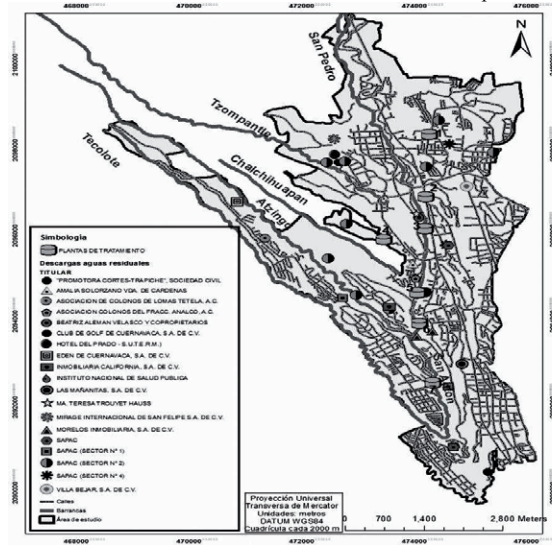 468000 470000 472000 474000 476000
N
San Pedro
Tzompantle
Tecolote
Chalchihuapan
Atzingo
2
4
Simbología
PLANTAS DE TRATAMIENTO
Descargas aguas residuales
TITULAR
"PROMOTORA CORTES-TRAPICHE", SOCIEDAD CIVIL
AMALIA SOLORZANO VDA. DE CARDENAS
ASOCIACION DE COLONOS DE LOMAS TETELA, A.C.
ASOCIACION DE COLONOS DEL FRACC. ANALCO, A.C.
BEATRIZ ALEMAN VELASCO Y COPROPIETARIOS
CLUB DE GOLF DE CUERNAVACA, S.A. DE C.V.
HOTEL DEL PRADO - S.U.T.E.R.M.)
EDEN DE CUERNAVACA, S.A. DE C.V.
INMOBILIARIA CALIFORNIA, S.A. DE C.V.
INSTITUTO NACIONAL DE SALUD PUBLICA
LAS MAÑANITAS, S.A. DE C.V.
MA. TERESA TROUYET HAUSS
MIRAGE INTERNACIONAL DE SAN FELIPE S.A. DE C.V.
MORELOS INMOBILIARIA, S.A. DE C.V.
SAPAC
SAPAC (SECTOR N° 1)
SAPAC (SECTOR N° 2)
SAPAC (SECTOR N° 4)
VILLA BEJAR, S.A. DE C.V.
Calles
Barrancas
Área de estudio
Proyección Universal
Transversa de Mercator
Unidades: metros
DATUM WGS84
Cuadrícula cada 2000 m
0 700 1,400 2,800 Meters
468000 470000 472000 474000 476000